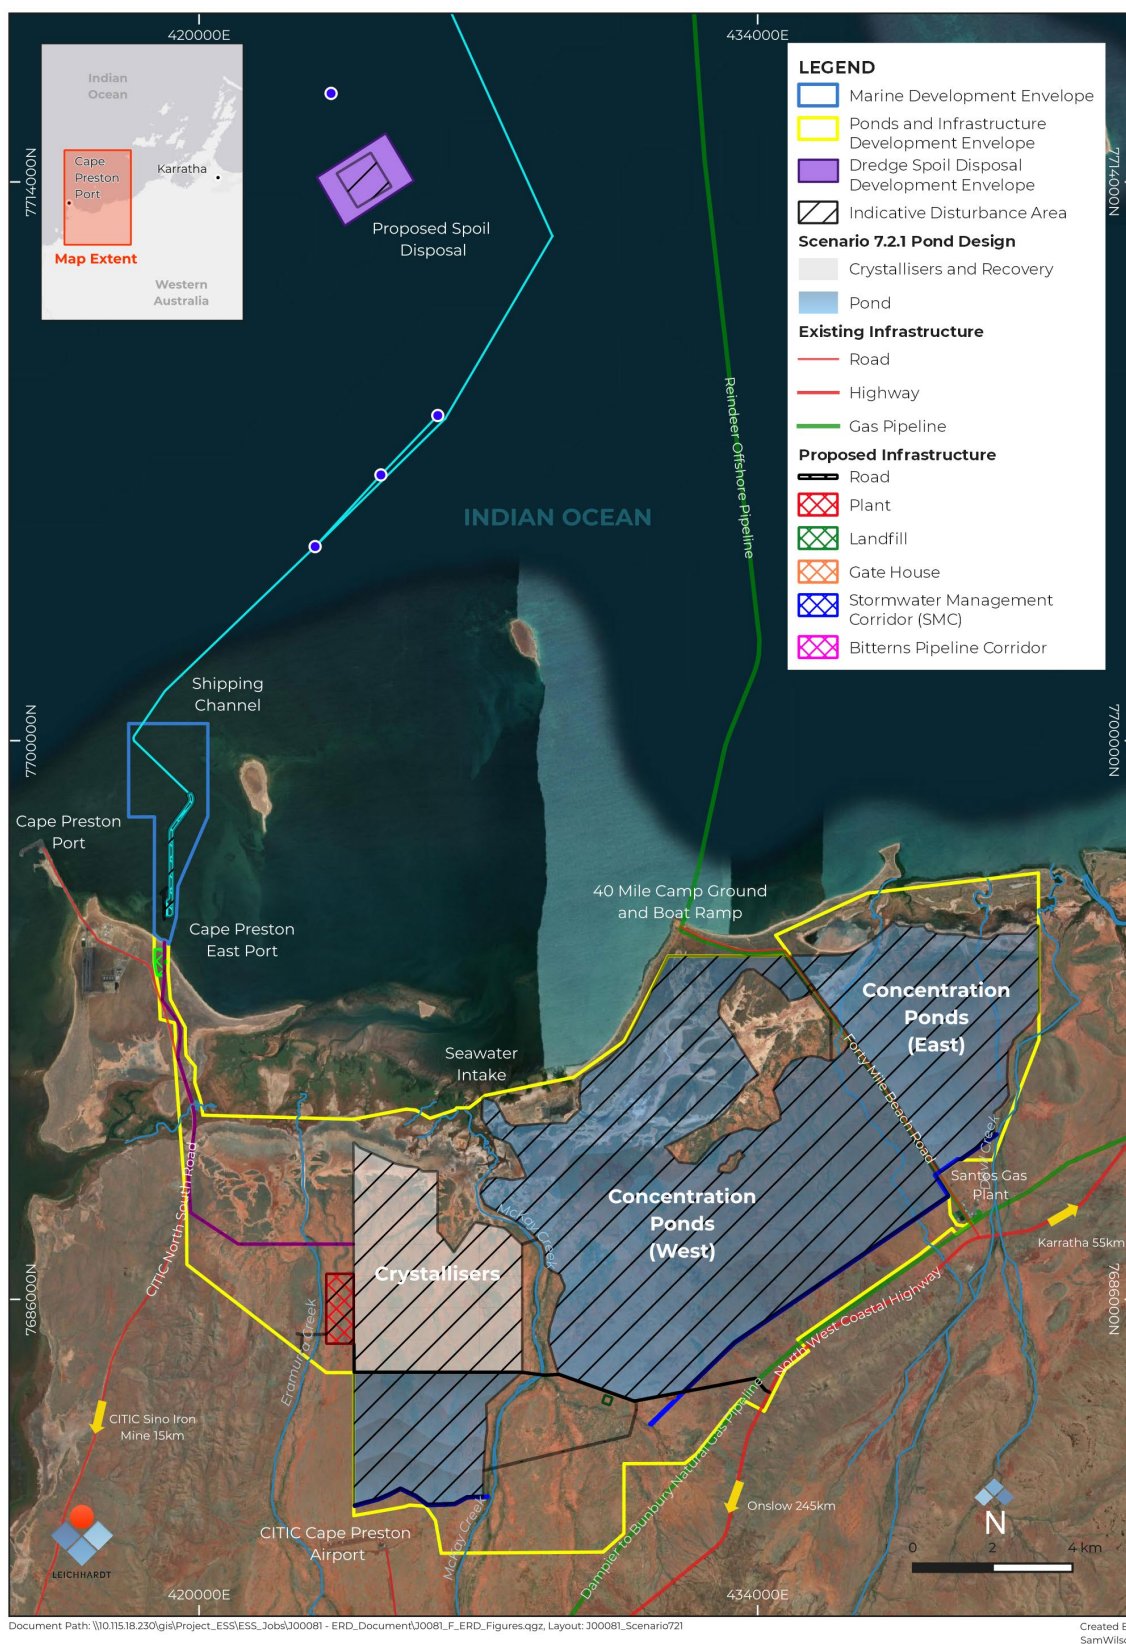 420000E
434000E
Indian
Ocean
Cape
Preston
Port
Karratha
Map Extent
Western
Australia
7714000N
7714000N
LEGEND
Marine Development Envelope
Ponds and Infrastructure
Development Envelope
Dredge Spoil Disposal
Development Envelope
Indicative Disturbance Area
Scenario 7.2.1 Pond Design
Crystallisers and Recovery
Pond
Existing Infrastructure
Road
Highway
Gas Pipeline
Proposed Infrastructure
Road
Plant
Landfill
Gate House
Stormwater Management
Corridor (SMC)
Bitterns Pipeline Corridor
Proposed Spoil
Disposal
Reindeer Offshore Pipeline
INDIAN OCEAN
Shipping
Channel
7700000N
7700000N
Cape Preston
Port
40 Mile Camp Ground
and Boat Ramp
Cape Preston
East Port
Concentration
Ponds
(East)
Seawater
Intake
Forty Mile Beach Road
CITIC North South Road
Santos Gas
Plant
Concentration
Ponds
(West)
McKay Creek
Karratha 55km
Crystallisers
7686000N
7686000N
North West Coastal Highway
Eramurra Creek
CITIC Sino Iron
Mine 15km
Dampier to Bunbury Natural Gas Pipeline
Onslow 245km
CITIC Cape Preston
Airport
McKay Creek
LEICHHARDT
N
0 2 4 km
420000E
434000E
Document Path: \\10.115.18.230\gis\Project_ESS\ESS_Jobs\J00081 - ERD_Document\J0081_F_ERD_Figures.qgz, Layout: J00081_Scenario721
Created B
SamWils